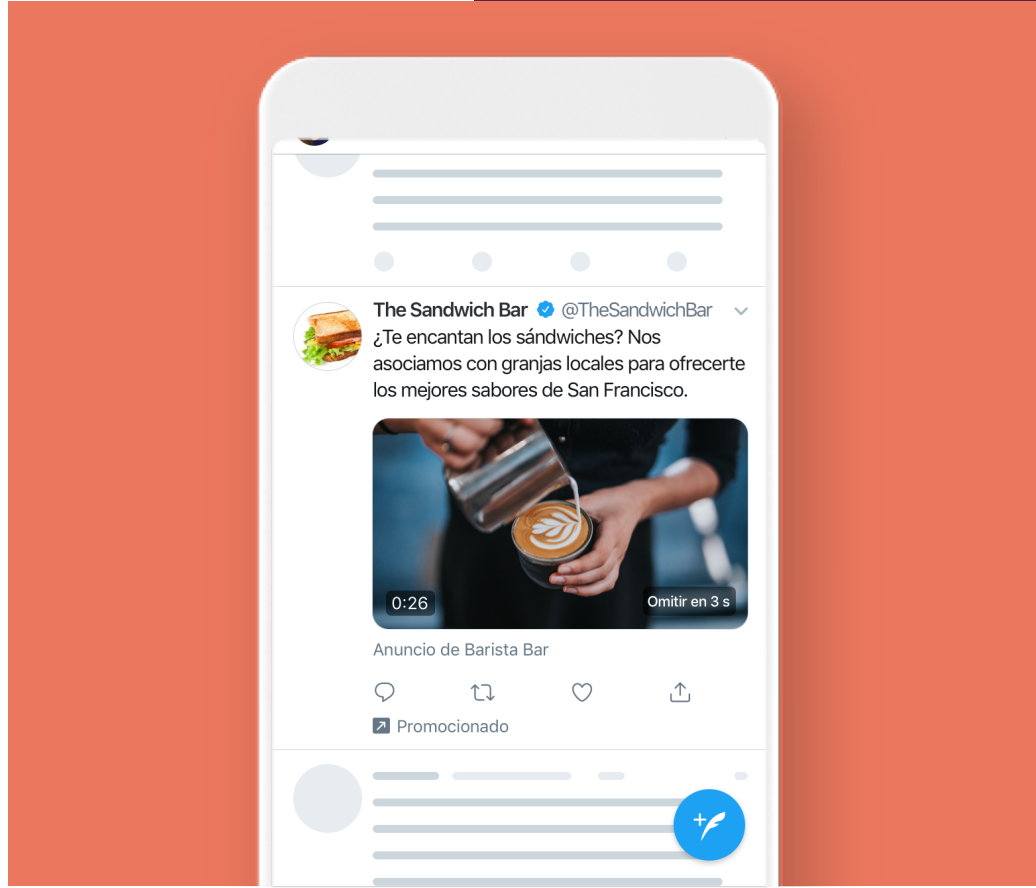 The Sandwich Bar @TheSandwichBar
¿Te encantan los sándwiches? Nos
asociamos con granjas locales para ofrecerte
los mejores sabores de San Francisco.
0:26
Omitir en 3 s
Anuncio de Barista Bar
Promocionado